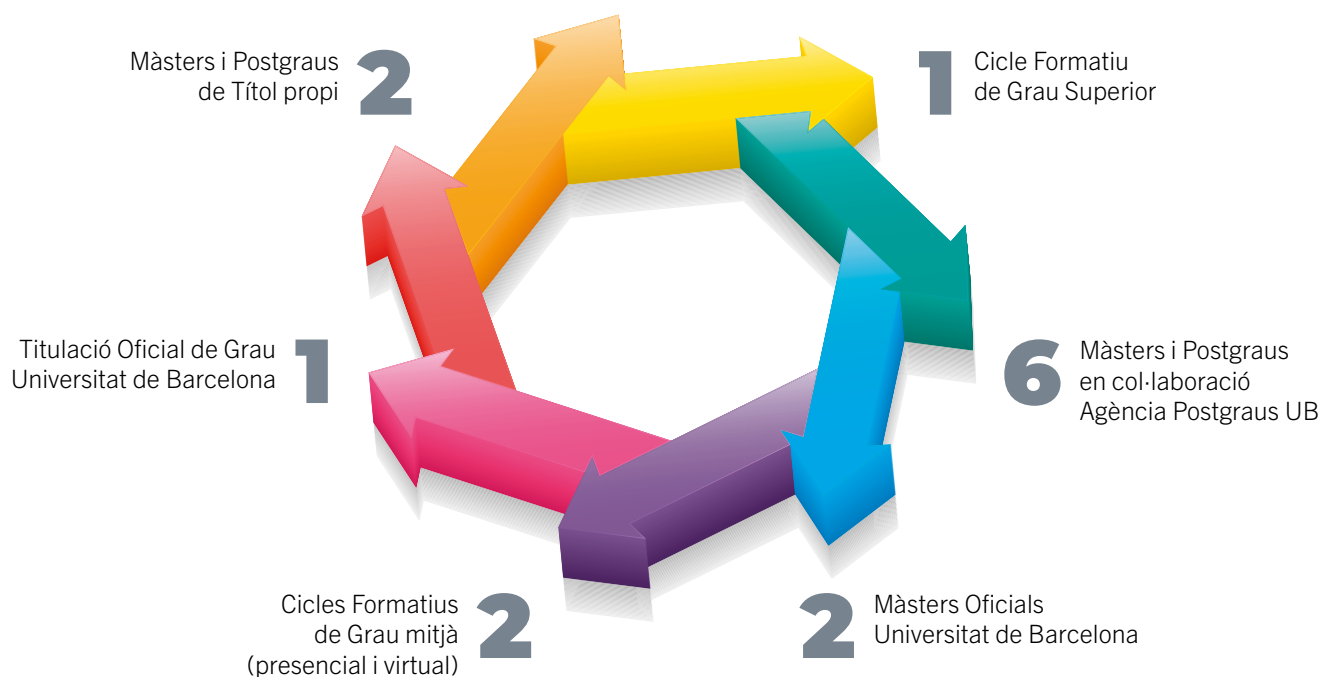 Màsters i Postgraus
de Títol propi
2
1
Cicle Formatiu
de Grau Superior
Titulació Oficial de Grau
Universitat de Barcelona
1
6
Màsters i Postgraus
en col·laboració
Agència Postgraus UB
Cicles Formatius
de Grau mitjà
(presencial i virtual)
2
2
Màsters Oficials
Universitat de Barcelona